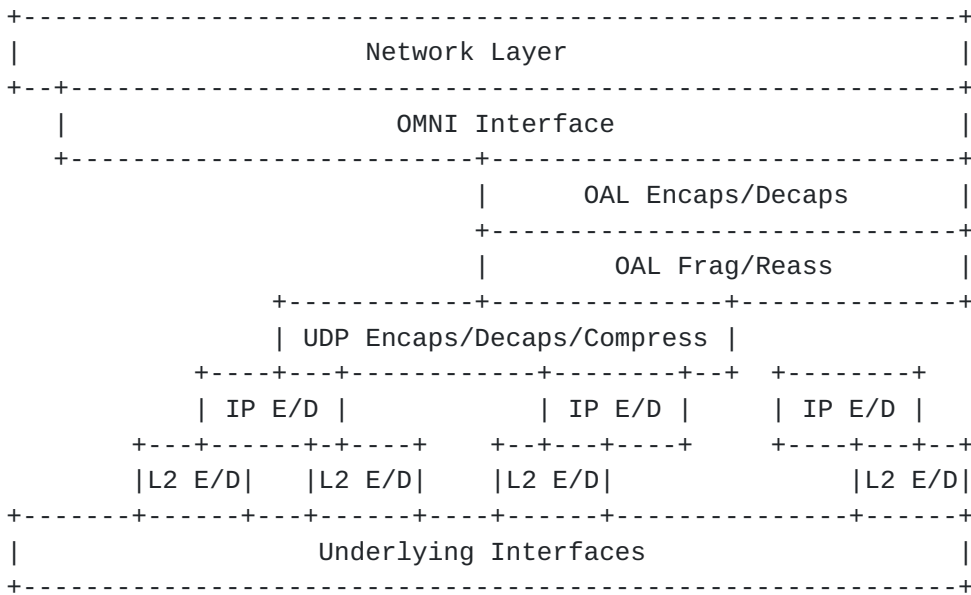 Network Layer
OMNI Interface
OAL Encaps/Decaps
OAL Frag/Reass
UDP Encaps/Decaps/Compress
IP E/D IP E/D IP E/D
L2 E/D L2 E/D L2 E/D L2 E/D
Underlying Interfaces